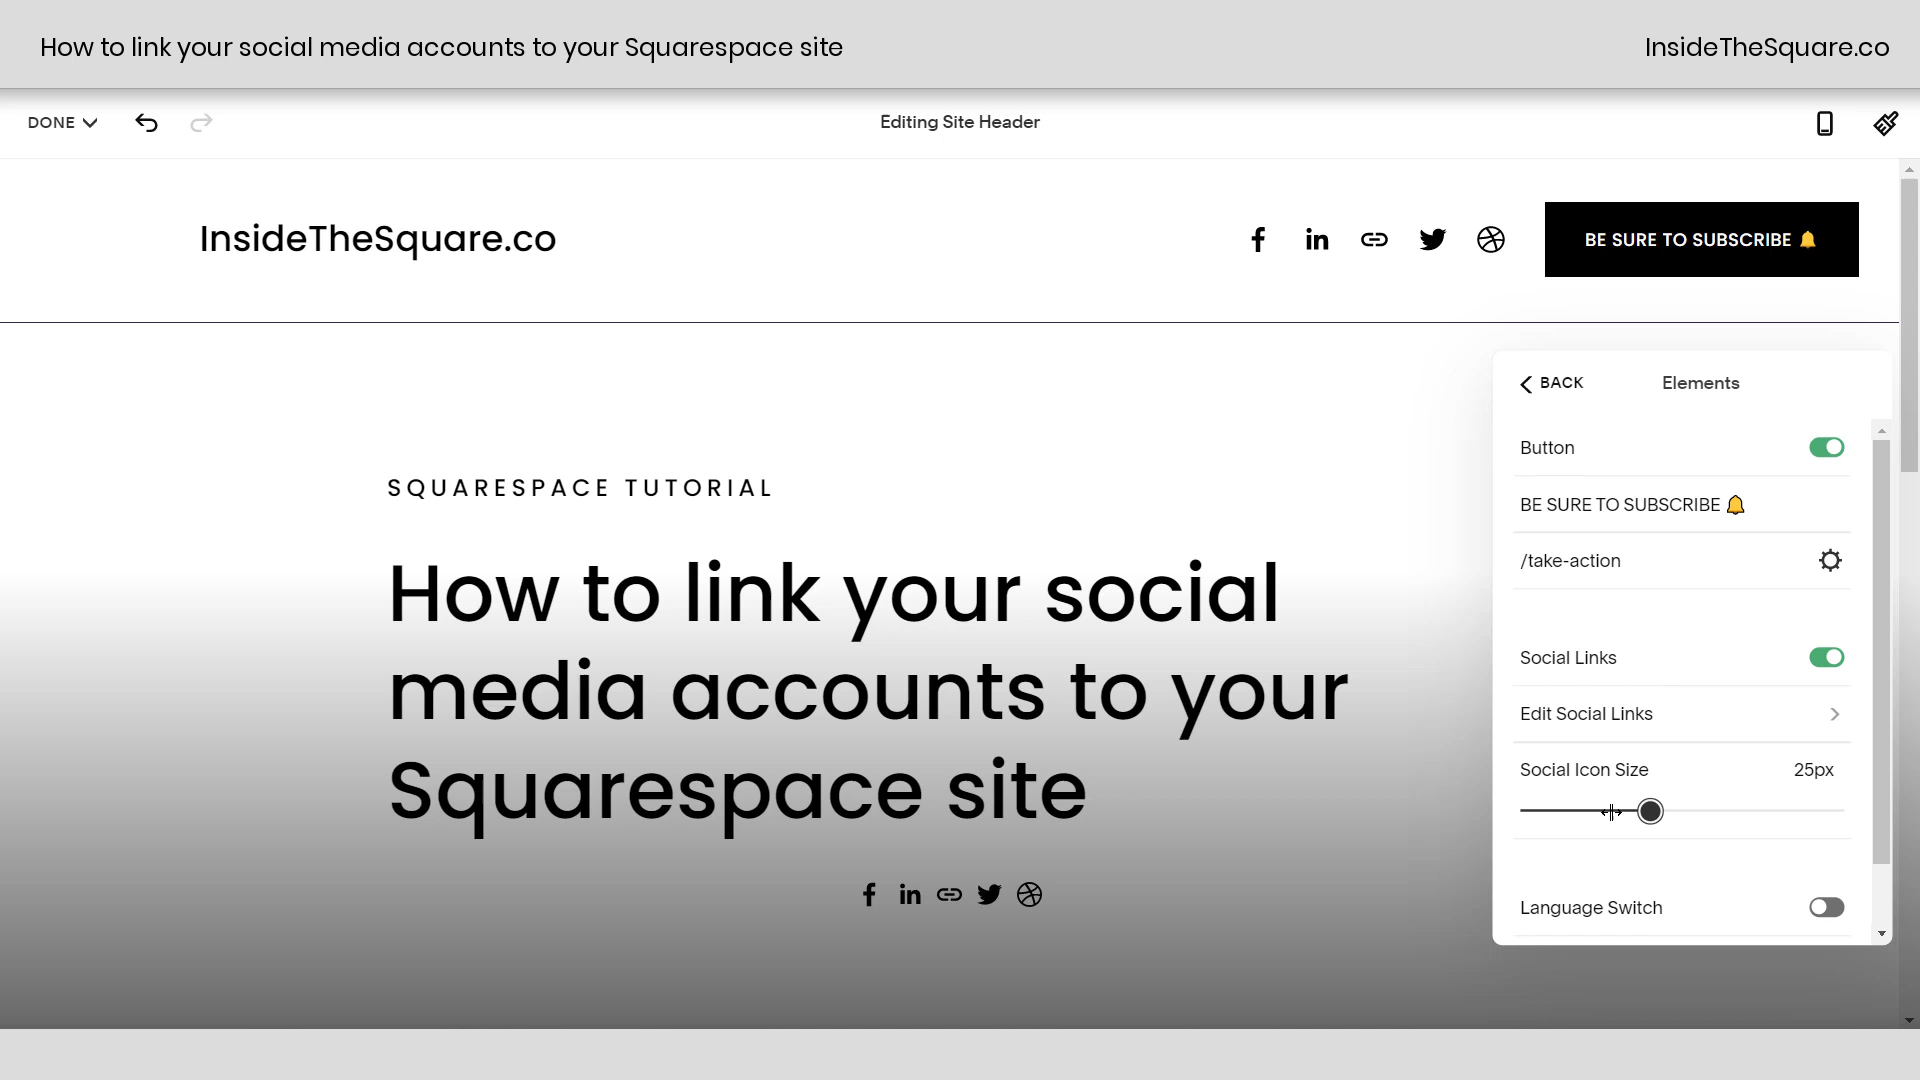 How to link your social media accounts to your Squarespace site
InsideTheSquare.co
DONE
Editing Site Header
InsideTheSquare.co
BE SURE TO SUBSCRIBE 🔔
BACK
Elements
Button
BE SURE TO SUBSCRIBE 🔔
/take-action
Social Links
Edit Social Links
Social Icon Size
25px
Language Switch
SQUARESPACE TUTORIAL
How to link your social
media accounts to your
Squarespace site